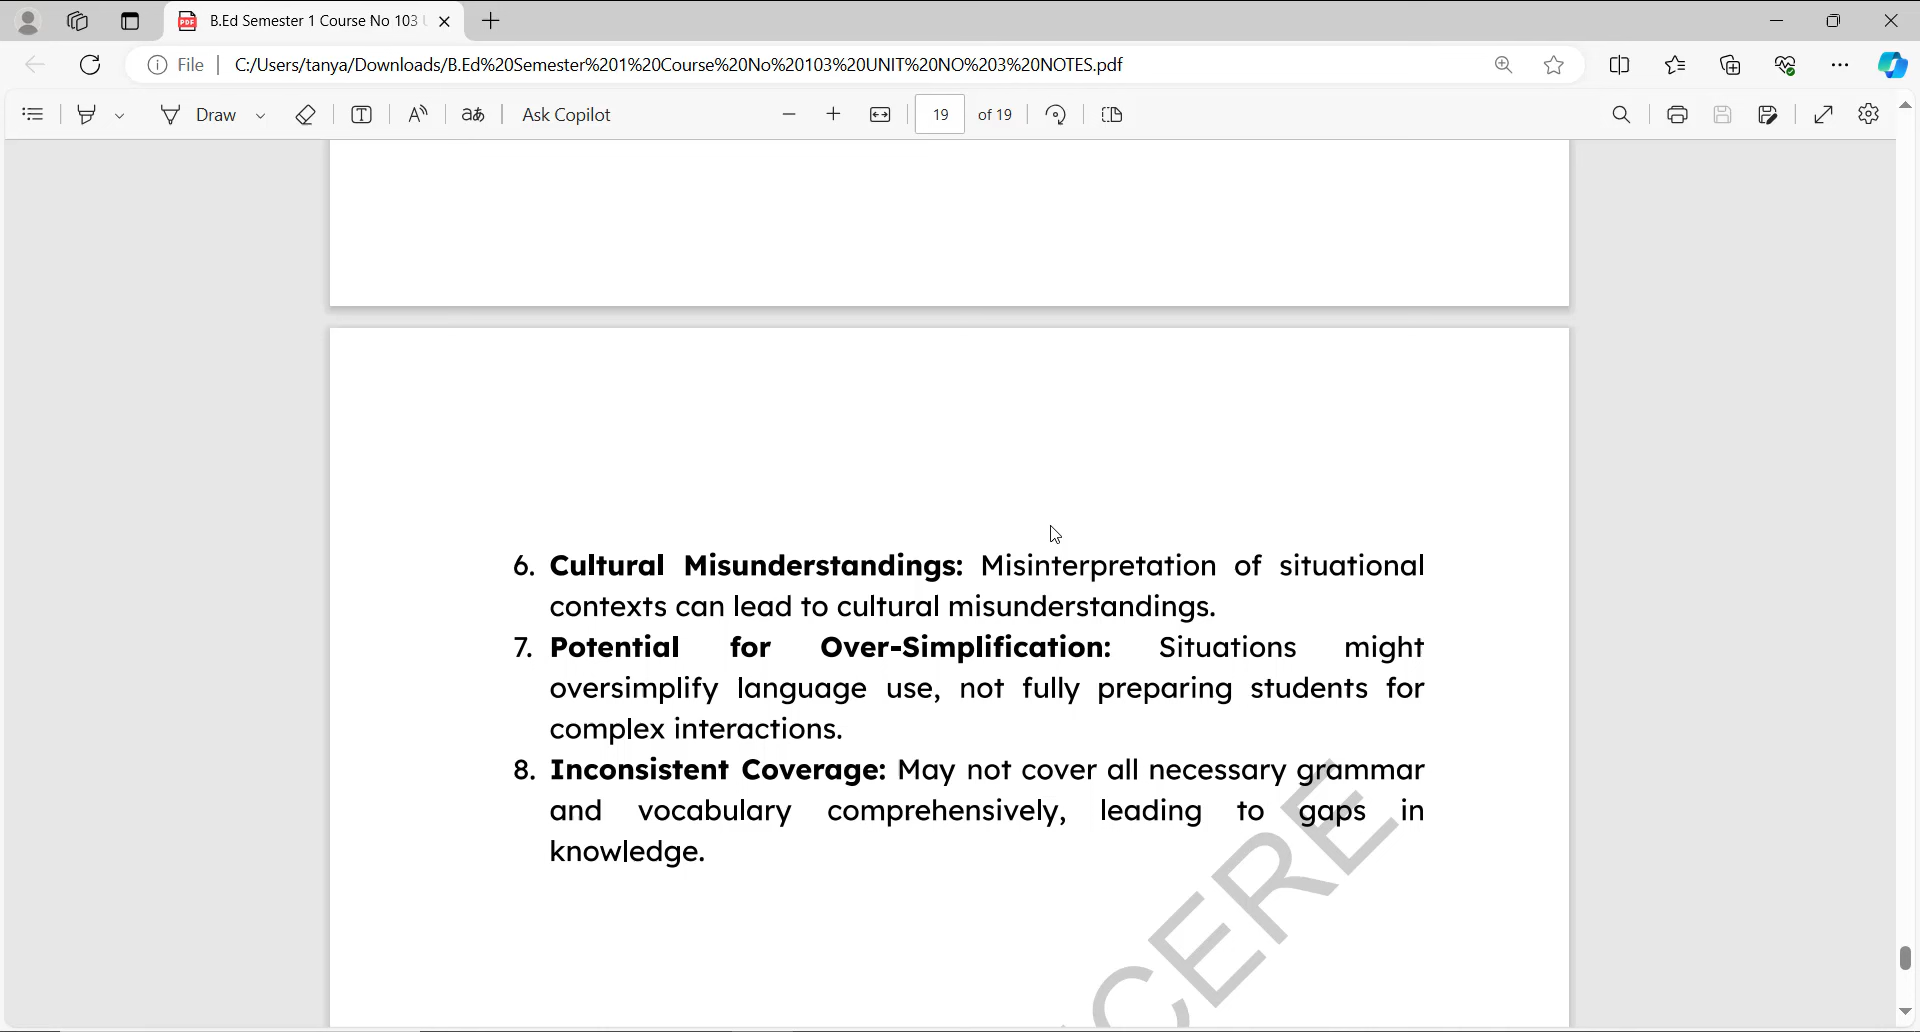 B.Ed Semester 1 Course No 103
File
C:/Users/tanya/Downloads/B.Ed%20Semester%201%20Course%20No%20103%20UNIT%20NO%203%20NOTES.pdf
Draw
Ask Copilot
19 of 19
6. Cultural Misunderstandings: Misinterpretation of situational
contexts can lead to cultural misunderstandings.
7. Potential for Over-Simplification: Situations might
oversimplify language use, not fully preparing students for
complex interactions.
8. Inconsistent Coverage: May not cover all necessary grammar
and vocabulary comprehensively, leading to gaps in
knowledge.
CERE